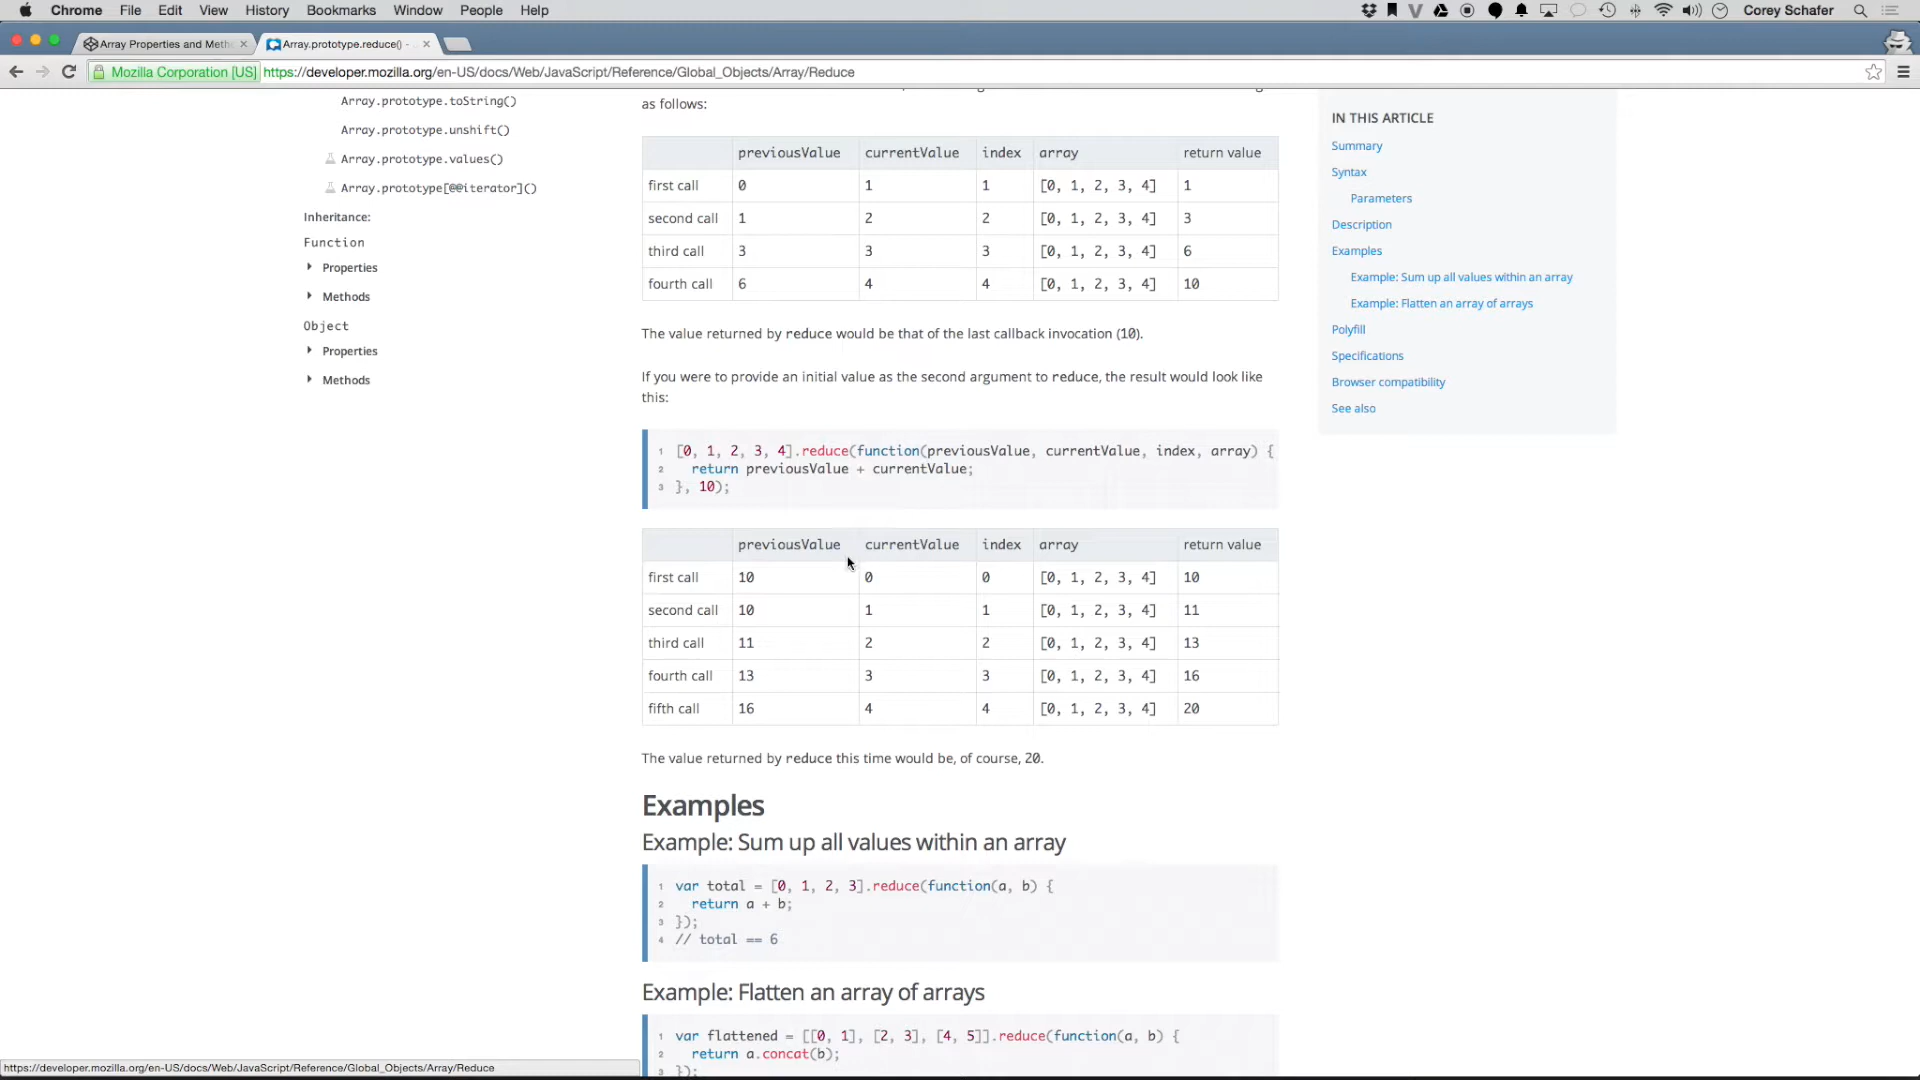 Chrome File Edit View History Bookmarks Window People Help Corey Schafer
Array Properties and Meth Array.prototype.reduce() -
Mozilla Corporation [US] https://developer.mozilla.org/en-US/docs/Web/JavaScript/Reference/Global_Objects/Array/Reduce
Array.prototype.toString()
Array.prototype.unshift()
Array.prototype.values()
Array.prototype[@@iterator]()
Inheritance:
Function
Properties
Methods
Object
Properties
Methods
as follows:
previousValue currentValue index array return value
first call 0 1 1 [0, 1, 2, 3, 4] 1
second call 1 2 2 [0, 1, 2, 3, 4] 3
third call 3 3 3 [0, 1, 2, 3, 4] 6
fourth call 6 4 4 [0, 1, 2, 3, 4] 10
The value returned by reduce would be that of the last callback invocation (10).
If you were to provide an initial value as the second argument to reduce, the result would look like
this:
1 [0, 1, 2, 3, 4].reduce(function(previousValue, currentValue, index, array) {
2 return previousValue + currentValue;
3 }, 10);
previousValue currentValue index array return value
first call 10 0 0 [0, 1, 2, 3, 4] 10
second call 10 1 1 [0, 1, 2, 3, 4] 11
third call 11 2 2 [0, 1, 2, 3, 4] 13
fourth call 13 3 3 [0, 1, 2, 3, 4] 16
fifth call 16 4 4 [0, 1, 2, 3, 4] 20
The value returned by reduce this time would be, of course, 20.
Examples
Example: Sum up all values within an array
1 var total = [0, 1, 2, 3].reduce(function(a, b) {
2 return a + b;
3 });
4 // total == 6
Example: Flatten an array of arrays
1 var flattened = [[0, 1], [2, 3], [4, 5]].reduce(function(a, b) {
2 return a.concat(b);
3 });
IN THIS ARTICLE
Summary
Syntax
Parameters
Description
Examples
Example: Sum up all values within an array
Example: Flatten an array of arrays
Polyfill
Specifications
Browser compatibility
See also
https://developer.mozilla.org/en-US/docs/Web/JavaScript/Reference/Global_Objects/Array/Reduce